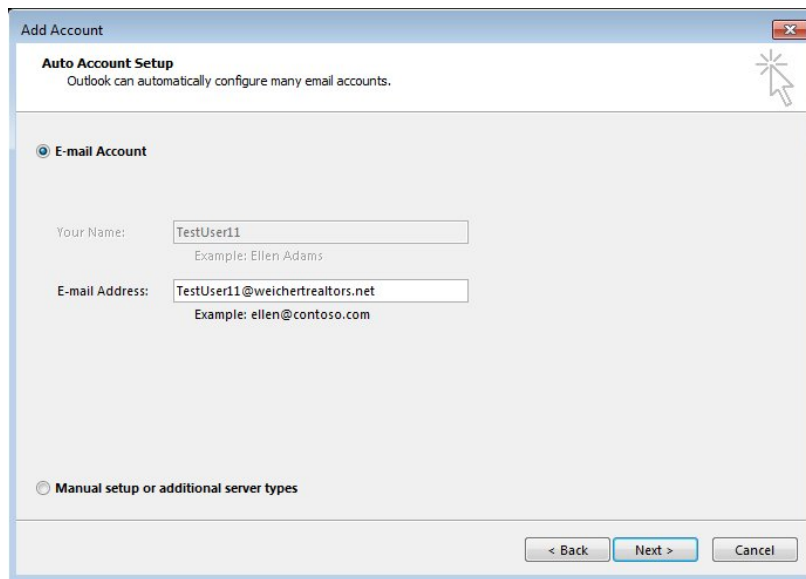 Add Account
Auto Account Setup
Outlook can automatically configure many email accounts.
E-mail Account
Your Name:
TestUser11
Example: Ellen Adams
E-mail Address:
TestUser11@weichertrealtors.net
Example: ellen@contoso.com
Manual setup or additional server types
< Back
Next >
Cancel